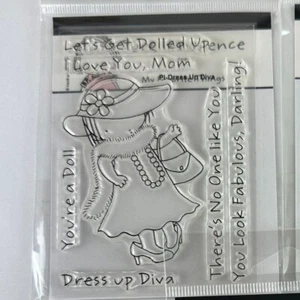 Let's Get Dolled Up
I Love You, Mom
PI-Dress Up Diva
You're a Doll
There's No One like You
You Look Fabulous, Darling!
Dress up Diva